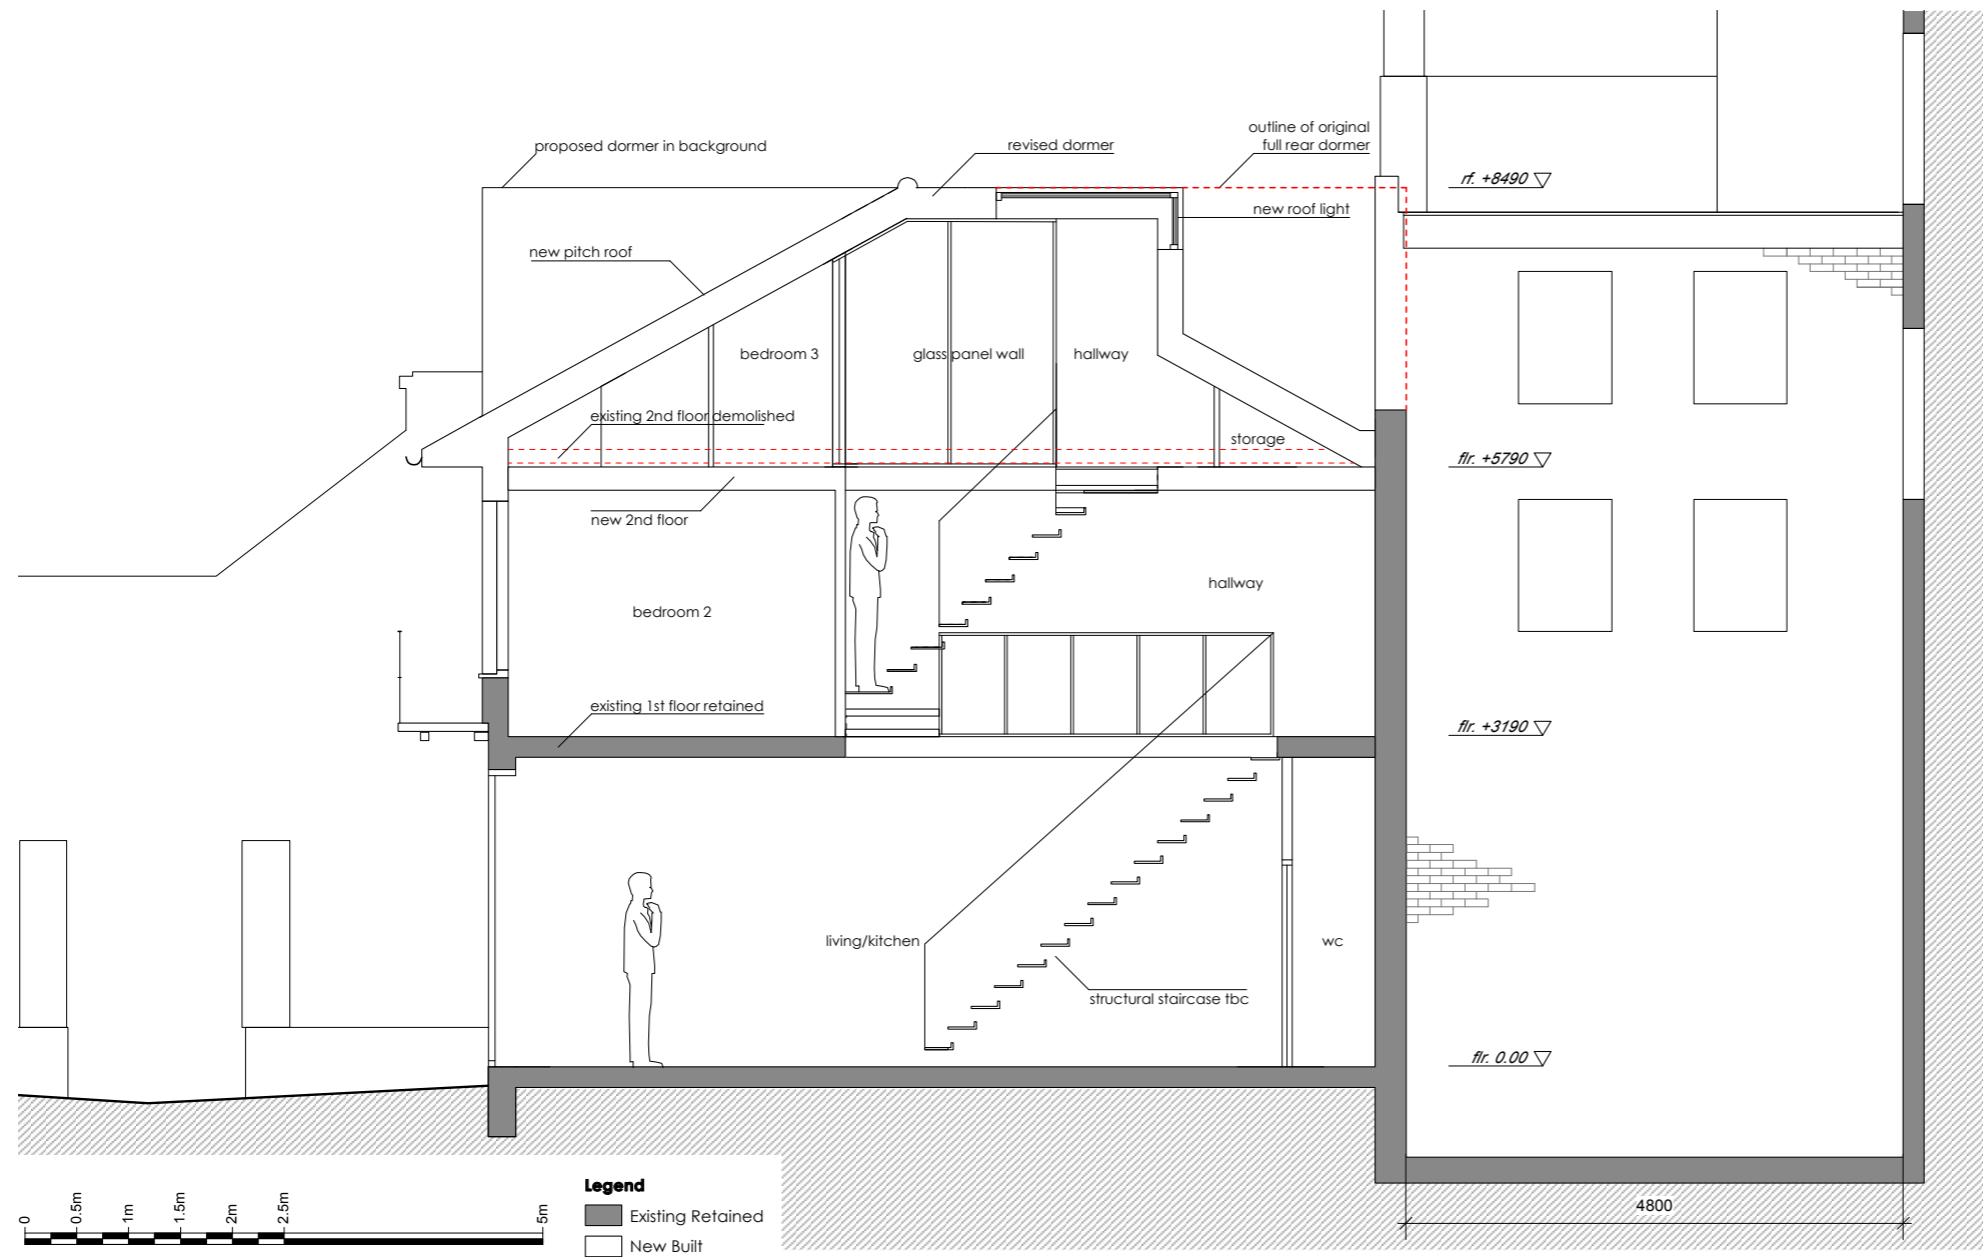 outline of original
full rear dormer
proposed dormer in background
revised dormer
rf. +8490
new roof light
new pitch roof
bedroom 3
glass panel wall
hallway
existing 2nd floor demolished
storage
flr. +5790
new 2nd floor
hallway
bedroom 2
existing 1st floor retained
flr. +3190
living/kitchen
wc
structural staircase tbc
flr. 0.00
4800
Legend
Existing Retained
New Built
0
0.5m
1m
1.5m
2m
2.5m
5m